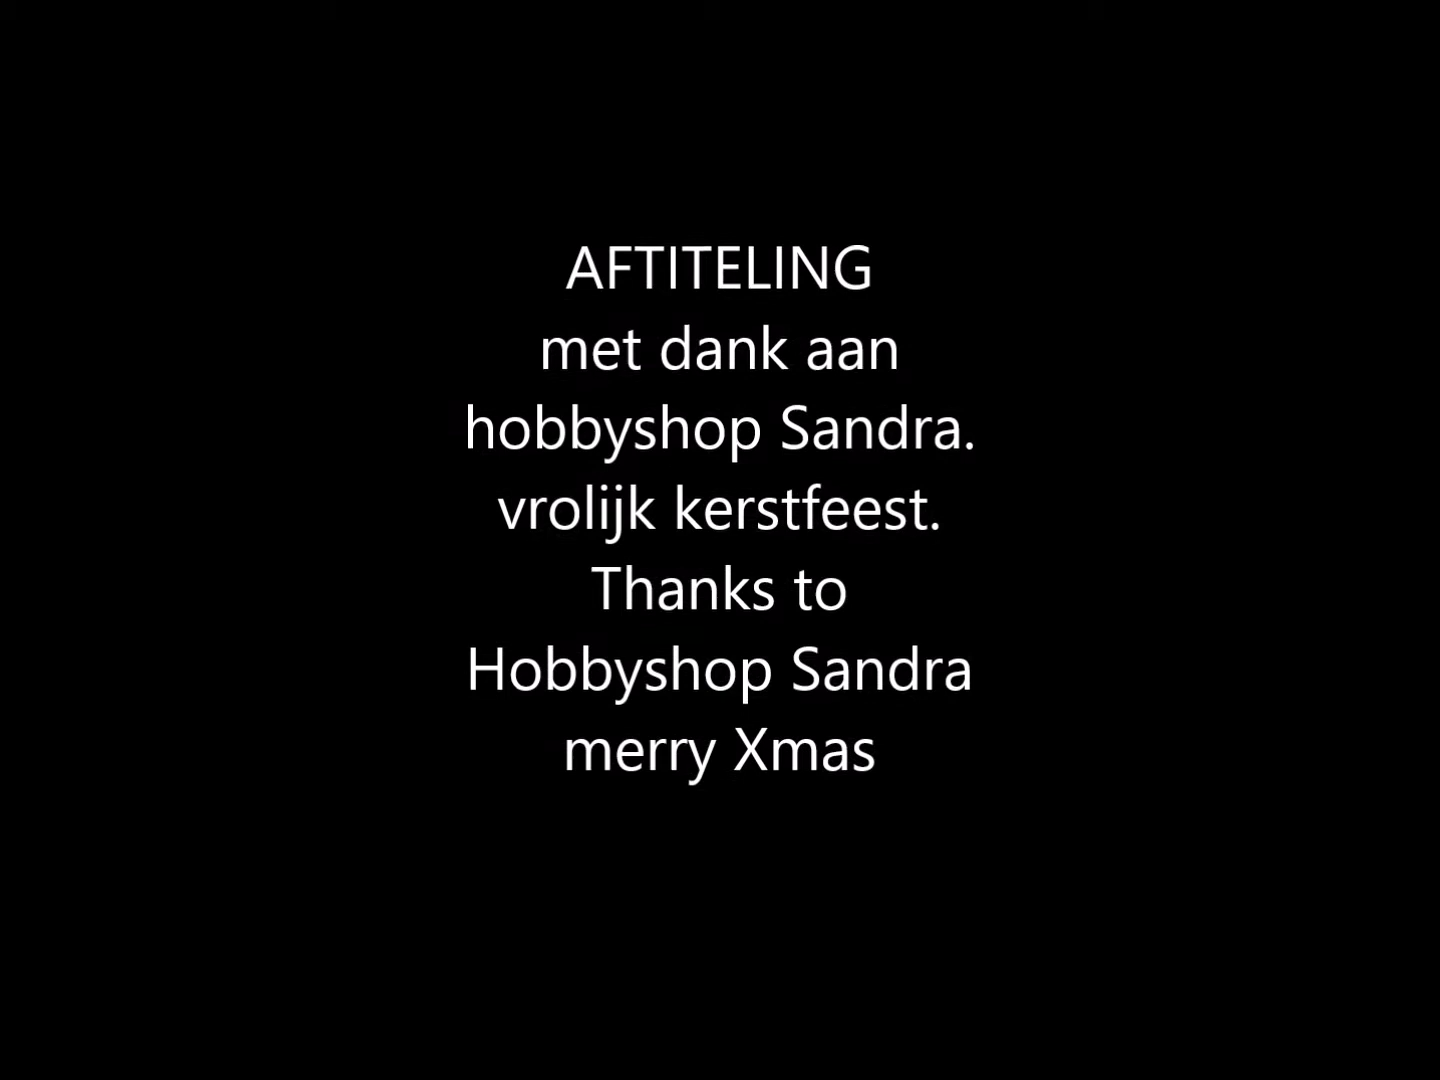 AFTITELING
met dank aan
hobbyshop Sandra.
vrolijk kerstfeest.
Thanks to
Hobbyshop Sandra
merry Xmas